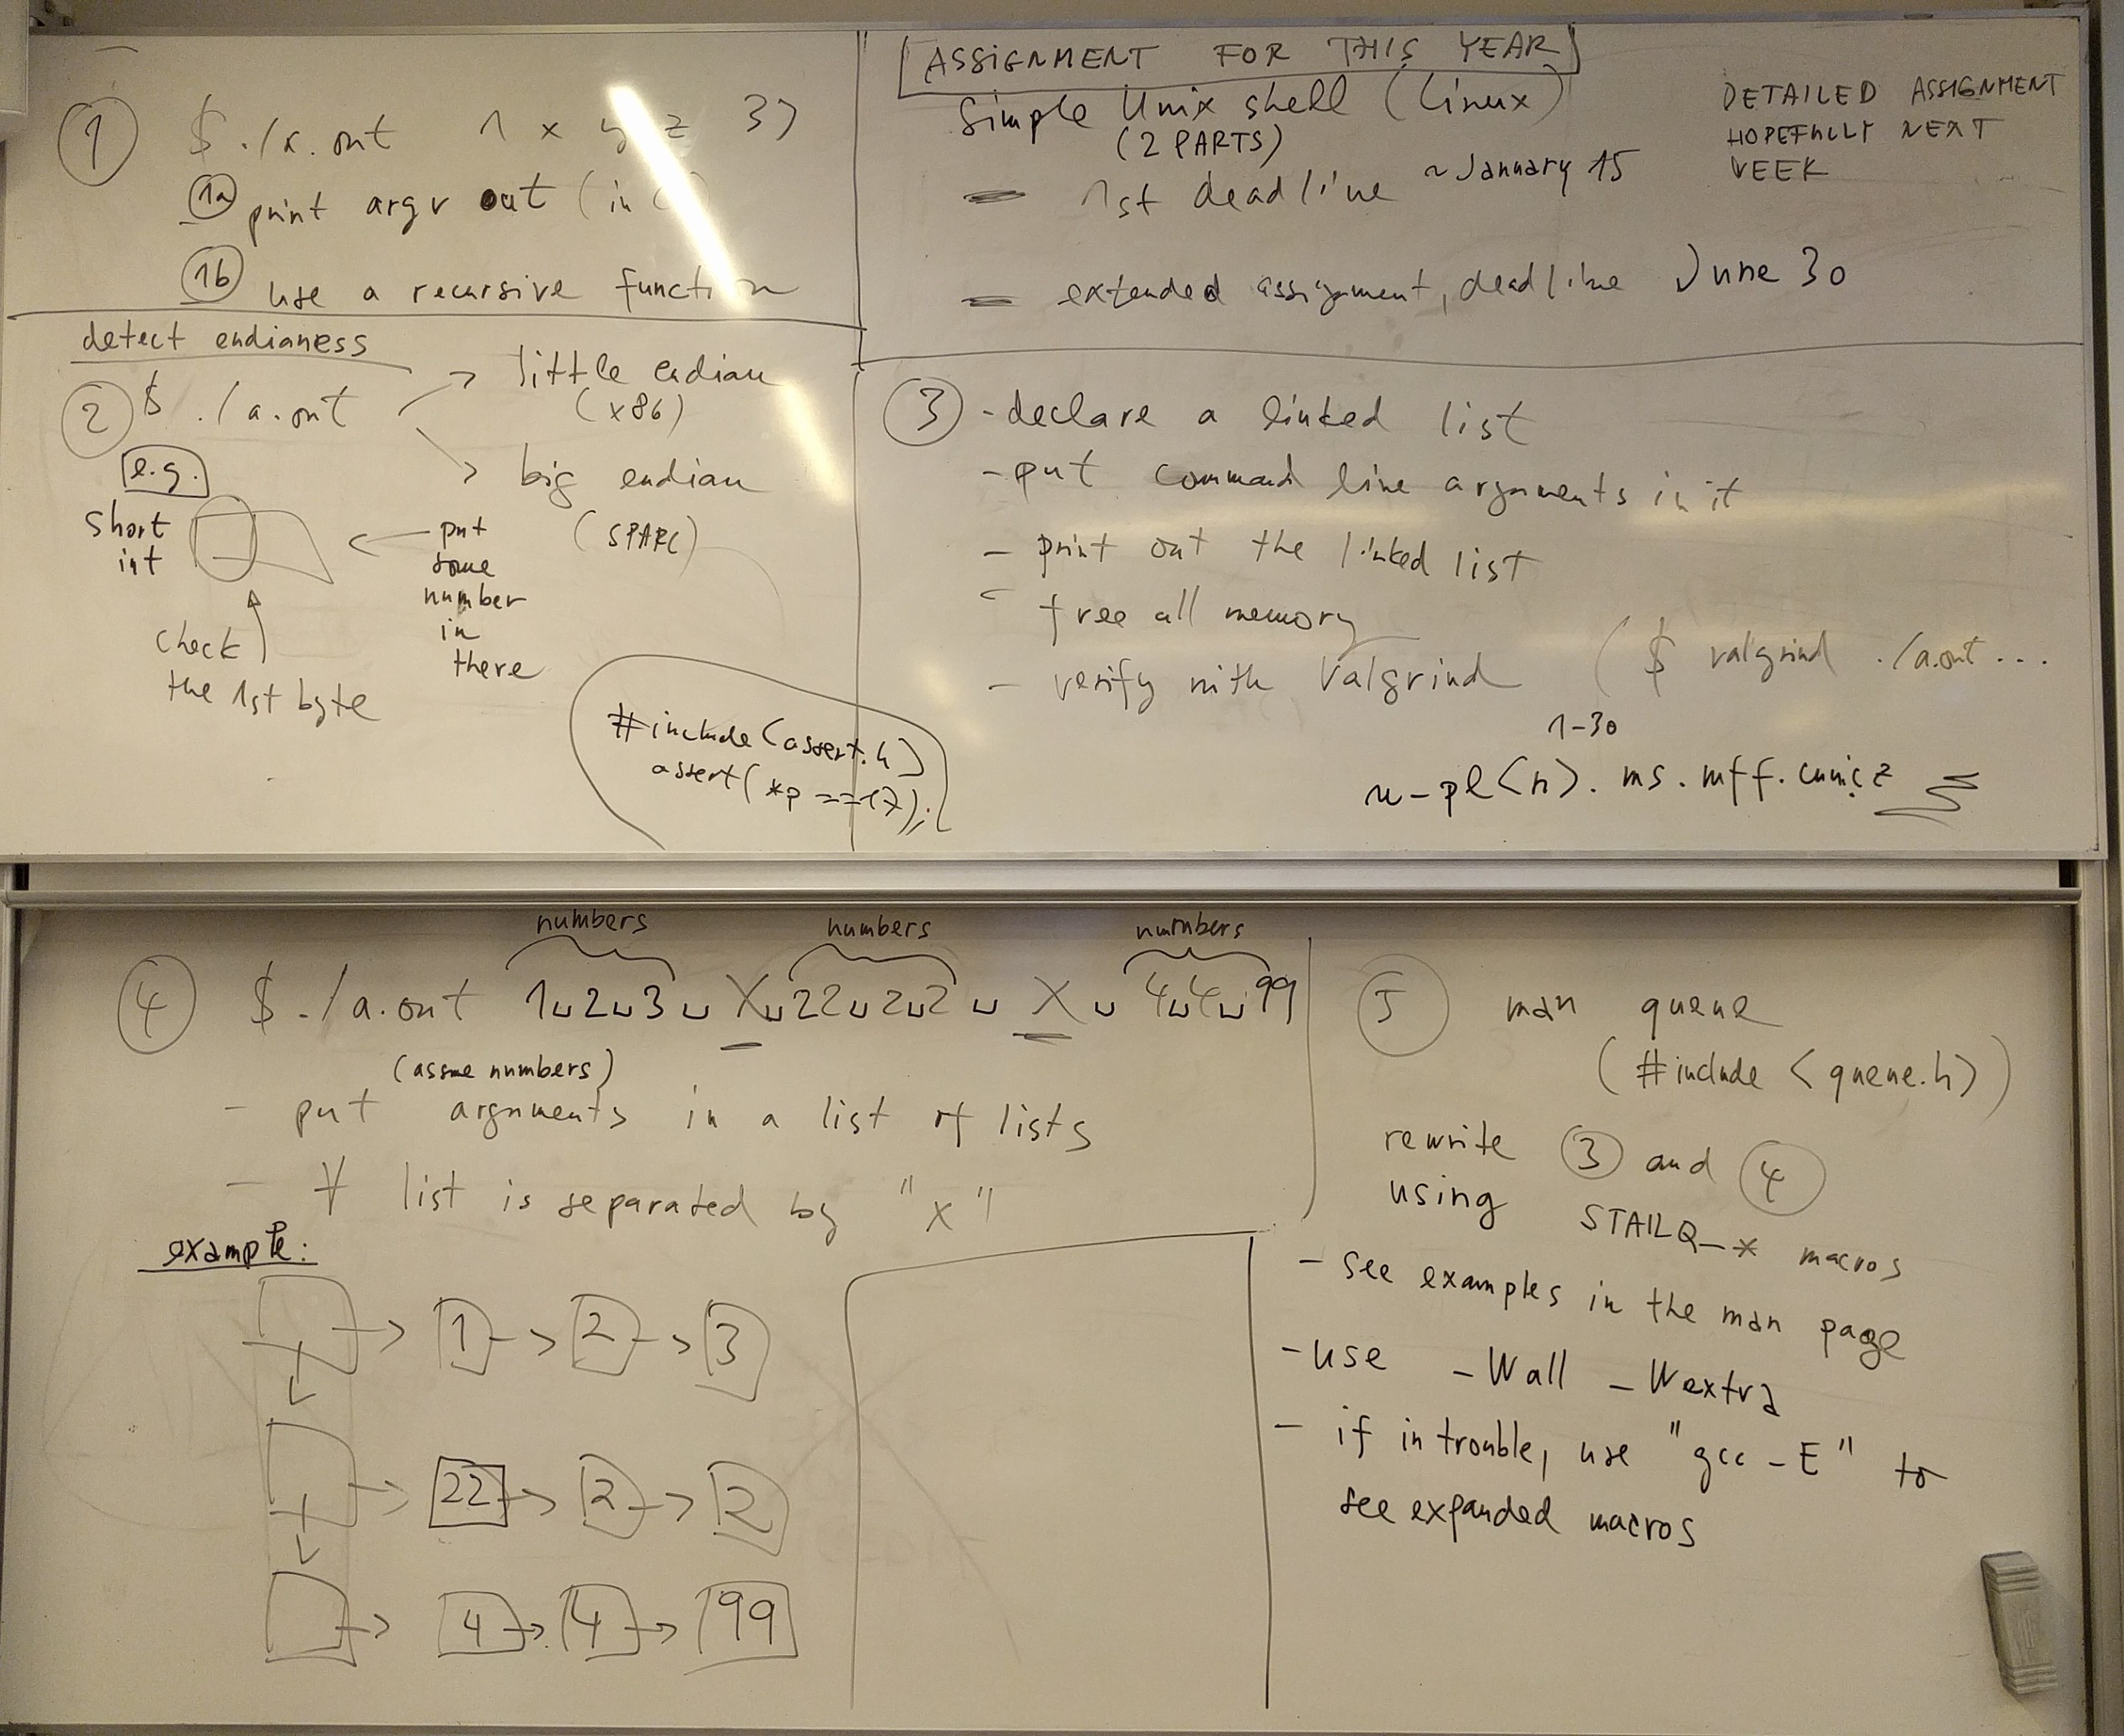 1 $ ./a.out 1 x y z 3)
1a print argv out (in C)
1b use a recursive function
ASSIGNMENT FOR THIS YEAR
Simple Unix shell (Linux)
(2 PARTS)
- 1st deadline ~January 15
- extended assignment, deadline June 30
DETAILED ASSIGNMENT
HOPEFULLY NEXT
WEEK
detect endianess
2 $ ./a.out
little endian
(x86)
big endian
(SPARC)
e.g.
short
int
put
some
number
in
there
check
the 1st byte
#include (assert.h)
assert(*p == 17);
3 - declare a linked list
- put command line arguments in it
- print out the linked list
- free all memory
- verify with Valgrind ($ valgrind ./a.out ...
1-30
u-pl<n>.ms.mff.cuni.cz
numbers numbers numbers
4 $ ./a.out 1␣2␣3␣X␣22␣2␣2␣X␣4␣4␣99
(assme numbers)
- put arguments in a list of lists
- ∀ list is separated by "x"
example:
1 2 3
22 2 2
4 4 99
5 man queue
(#include <queue.h>)
rewrite 3 and 4
using STAILQ_* macros
- see examples in the man page
- use -Wall -Wextra
- if in trouble, use "gcc -E" to
see expanded macros